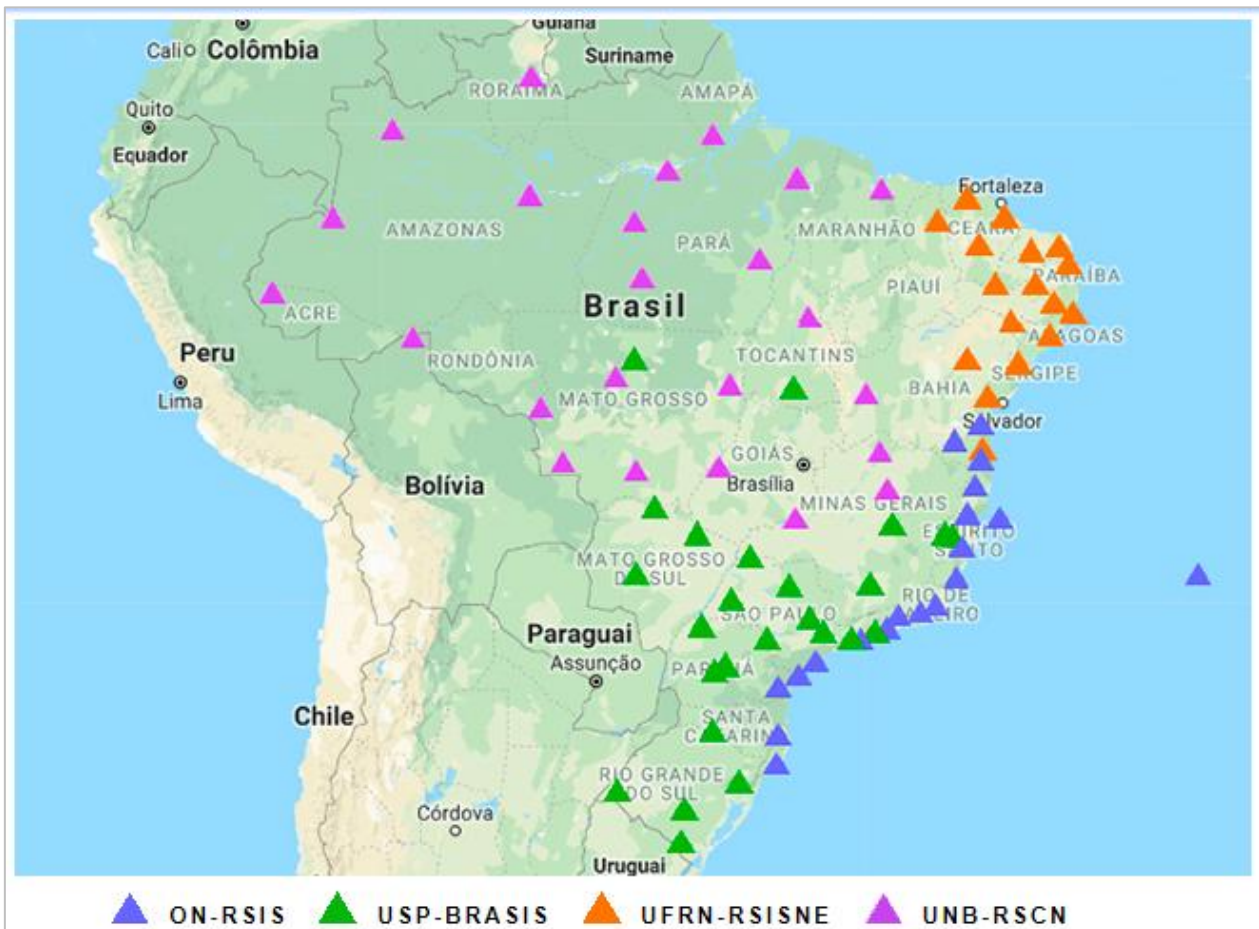 Guiana
Cali
Colômbia
Suriname
RORAIMA
AMAPÁ
Quito
Equador
Fortaleza
AMAZONAS
PARÁ
MARANHÃO
CEARÁ
PARAÍBA
PIAUÍ
ACRE
Brasil
ALAGOAS
Peru
RONDÔNIA
TOCANTINS
SERGIPE
Lima
MATO GROSSO
BAHIA
Salvador
GOIÁS
Brasília
Bolívia
MINAS GERAIS
ESPÍRITO
SANTO
MATO GROSSO
DO SUL
RIO DE
JANEIRO
SÃO PAULO
Paraguai
Assunção
PARANÁ
Chile
SANTA
CATARINA
RIO GRANDE
DO SUL
Córdova
Uruguai
ON-RSIS USP-BRASIS UFRN-RSISNE UNB-RSCN